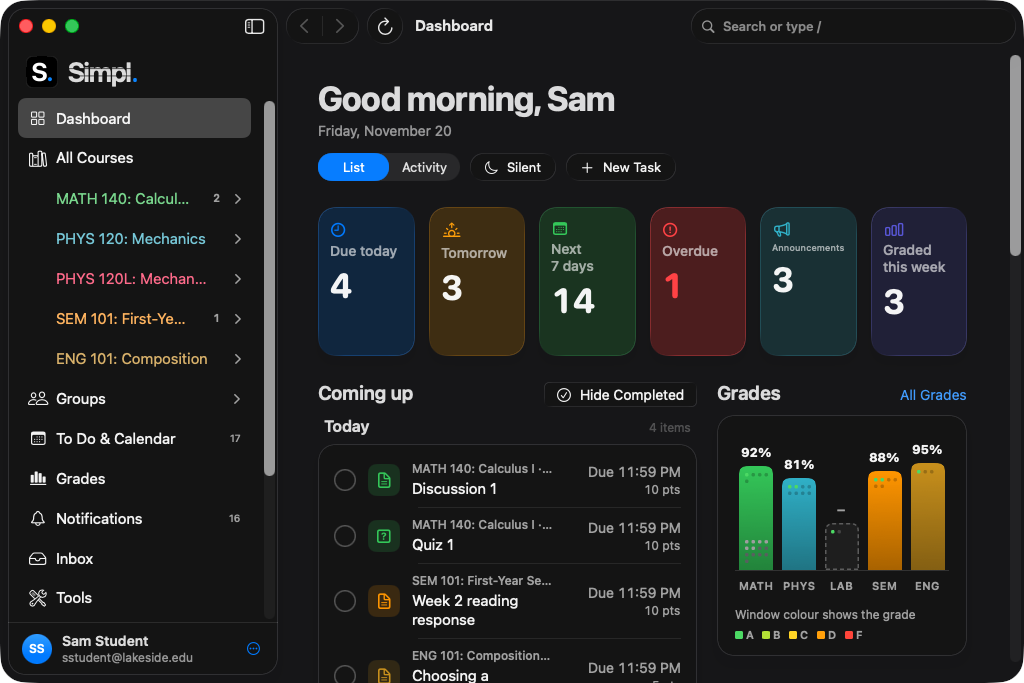 Dashboard
Search or type /
S.
Simpl.
Dashboard
All Courses
MATH 140: Calcul... 2
PHYS 120: Mechanics
PHYS 120L: Mechan...
SEM 101: First-Ye... 1
ENG 101: Composition
Groups
To Do & Calendar 17
Grades
Notifications 16
Inbox
Tools
SS
Sam Student
sstudent@lakeside.edu
Good morning, Sam
Friday, November 20
List Activity Silent + New Task
Due today
4
Tomorrow
3
Next
7 days
14
Overdue
1
Announcements
3
Graded
this week
3
Coming up
Hide Completed
Today
4 items
MATH 140: Calculus I ·...
Discussion 1
Due 11:59 PM
10 pts
MATH 140: Calculus I ·...
Quiz 1
Due 11:59 PM
10 pts
SEM 101: First-Year Se...
Week 2 reading
response
Due 11:59 PM
10 pts
ENG 101: Composition...
Choosing a
Due 11:59 PM
Grades
All Grades
92% 81% – 88% 95%
MATH PHYS LAB SEM ENG
Window colour shows the grade
A B C D F